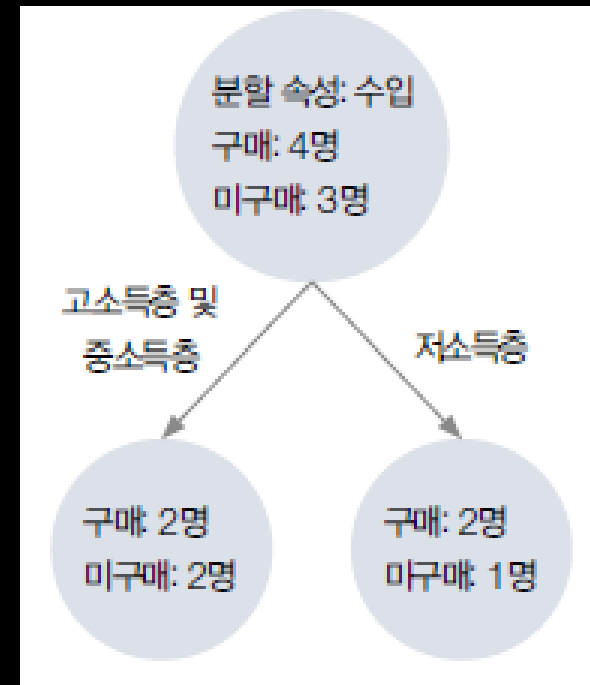 분할 속성: 수입
구매: 4명
미구매: 3명
고소득층 및
중소득층
저소득층
구매: 2명
미구매: 2명
구매: 2명
미구매: 1명